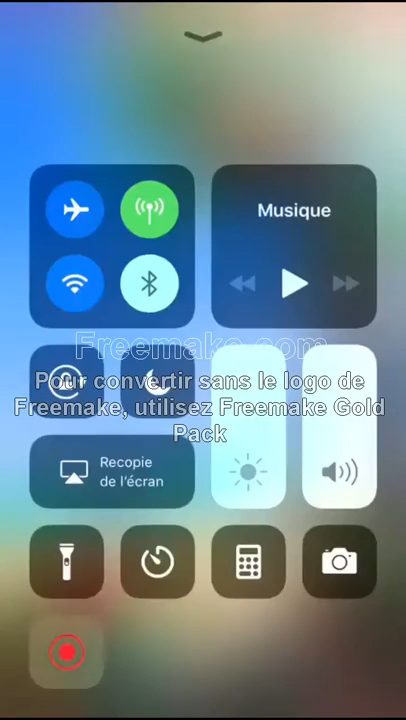 Musique
Freemake.com
Pour convertir sans le logo de
Freemake, utilisez Freemake Gold
Pack
Recopie
de l'écran